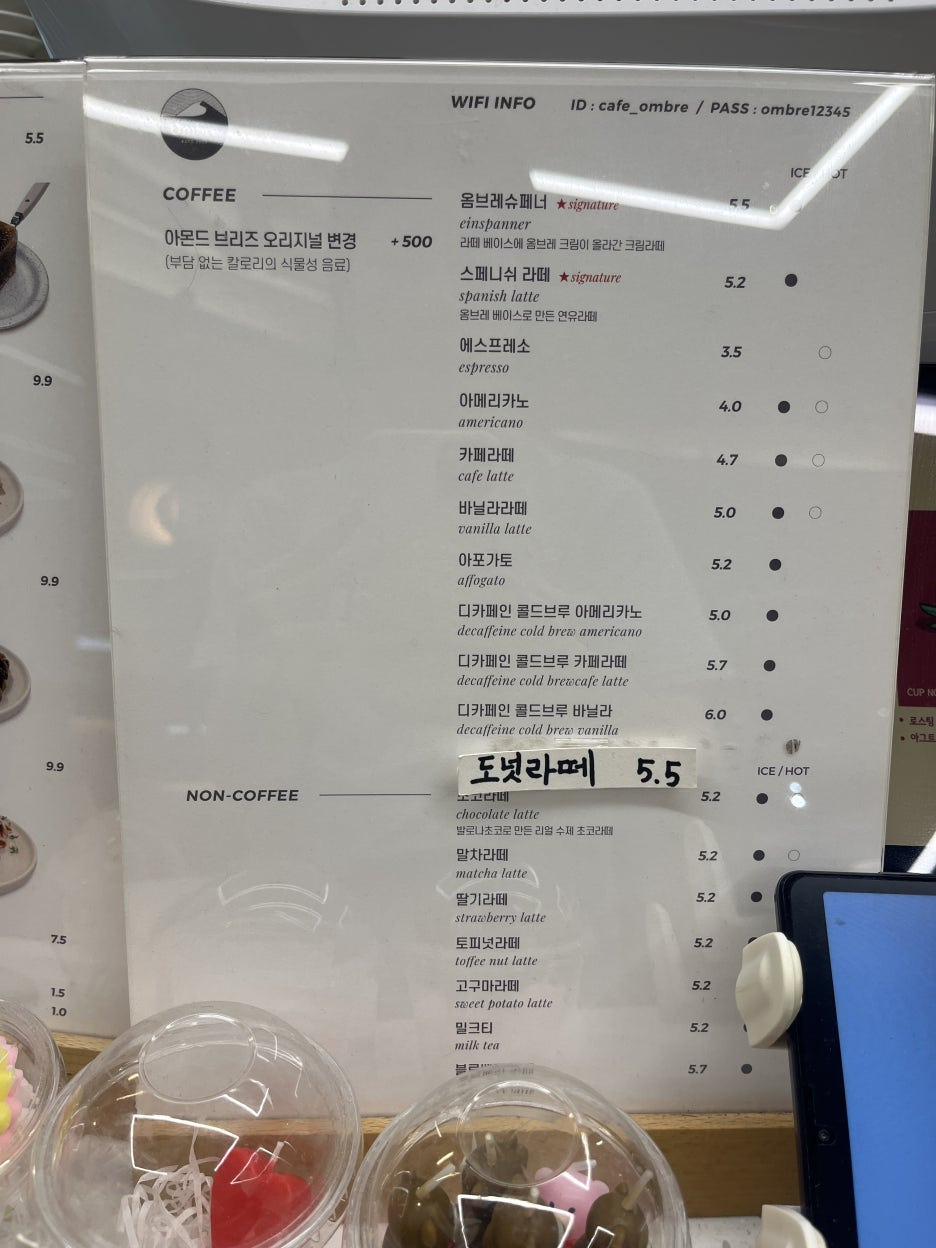 5.5
9.9
9.9
9.9
7.5
1.5
1.0
WIFI INFO ID : cafe_ombre / PASS : ombre12345
ICE / HOT
COFFEE
아몬드 브리즈 오리지널 변경 +500
(부담 없는 칼로리의 식물성 음료)
옴브레슈페너 ★signature 5.5
einspanner
라떼 베이스에 옴브레 크림이 올라간 크림라떼
스페니쉬 라떼 ★signature 5.2
spanish latte
옴브레 베이스로 만든 연유라떼
에스프레소 3.5
espresso
아메리카노 4.0
americano
카페라떼 4.7
cafe latte
바닐라라떼 5.0
vanilla latte
아포가토 5.2
affogato
디카페인 콜드브루 아메리카노 5.0
decaffeine cold brew americano
디카페인 콜드브루 카페라떼 5.7
decaffeine cold brewcafe latte
디카페인 콜드브루 바닐라 6.0
decaffeine cold brew vanilla
도넛라떼 5.5
ICE / HOT
NON-COFFEE
초코라떼 5.2
chocolate latte
발로나초코로 만든 리얼 수제 초코라떼
말차라떼 5.2
matcha latte
딸기라떼 5.2
strawberry latte
토피넛라떼 5.2
toffee nut latte
고구마라떼 5.2
sweet potato latte
밀크티 5.2
milk tea
5.7
CUP
로스팅